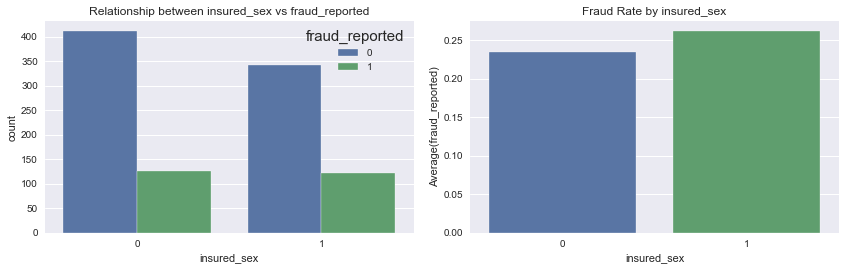 Relationship between insured_sex vs fraud_reported
fraud_reported
0
1
400
350
300
250
200
150
100
50
0
count
0 1
insured_sex
Fraud Rate by insured_sex
0.25
0.20
0.15
0.10
0.05
0.00
Average(fraud_reported)
0 1
insured_sex